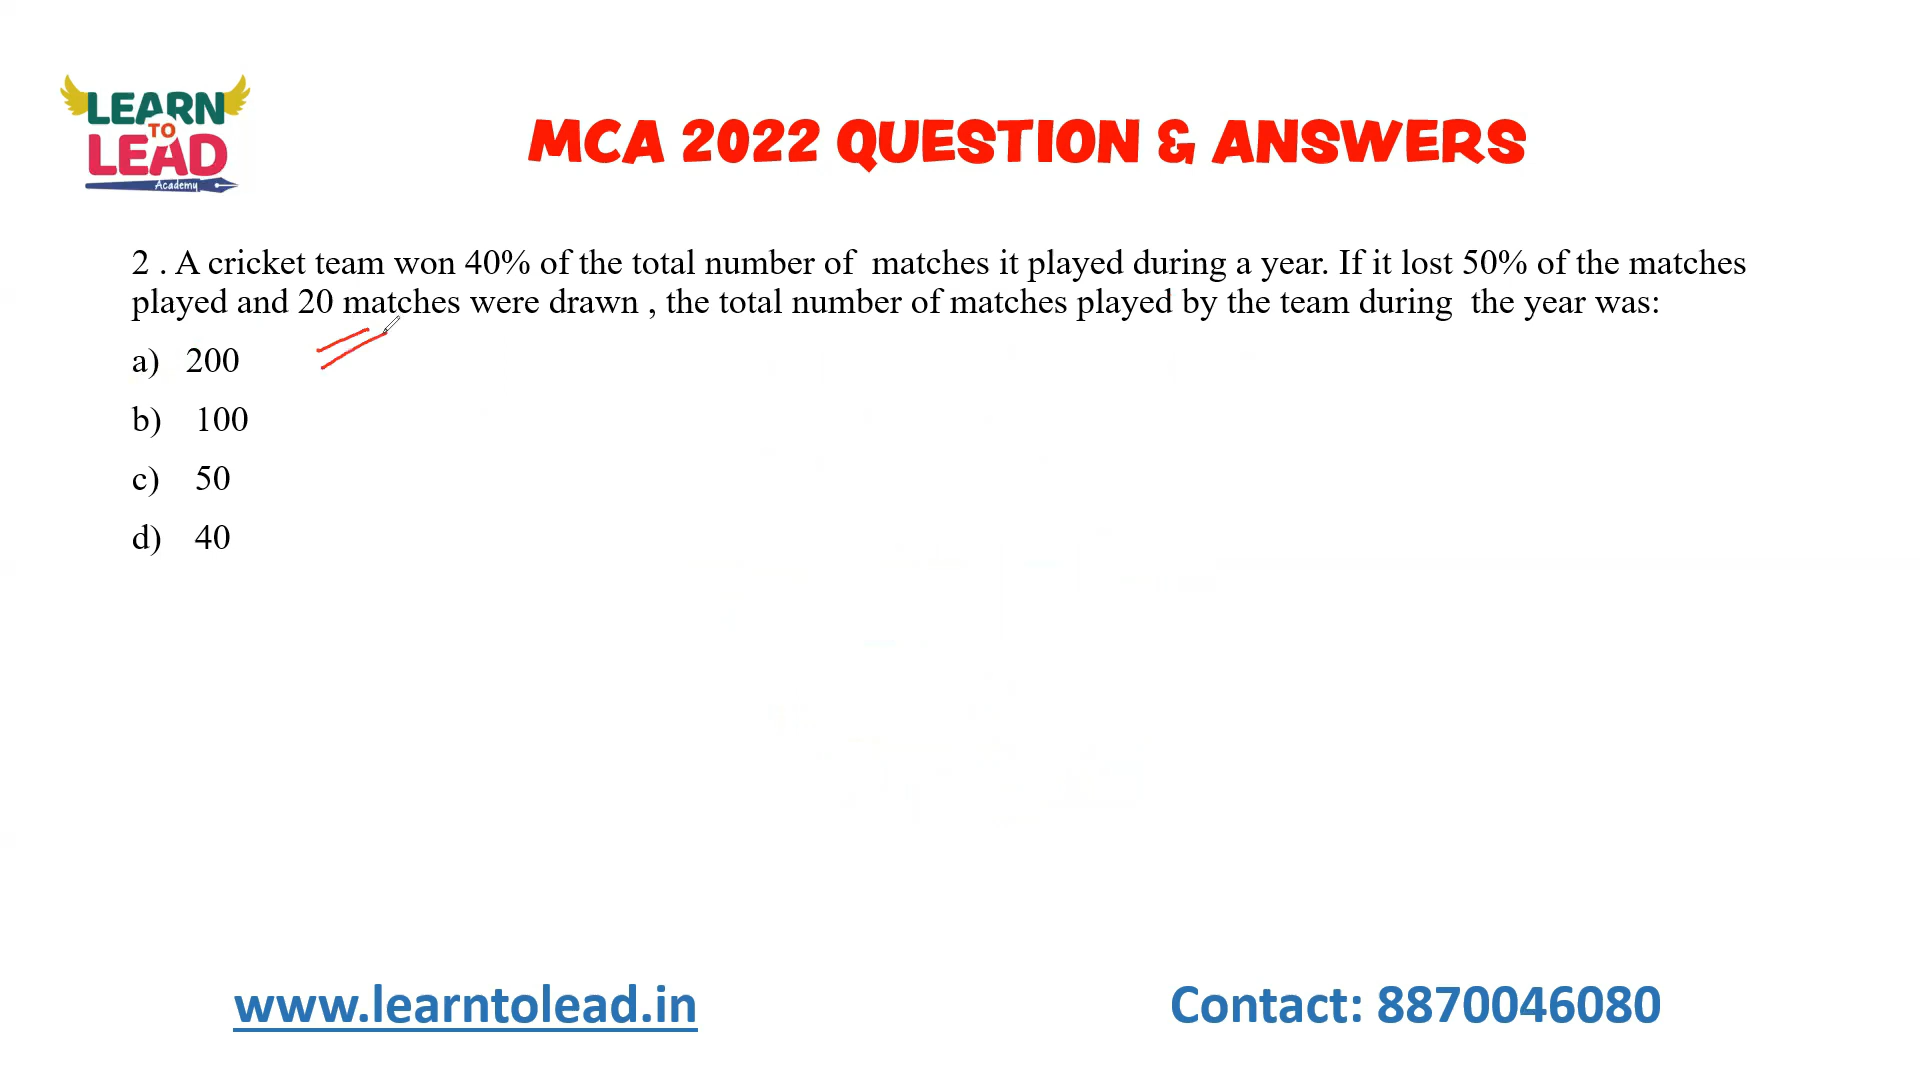 LEARN
TO
LEAD
Academy
MCA 2022 QUESTION & ANSWERS
2 . A cricket team won 40% of the total number of  matches it played during a year. If it lost 50% of the matches
played and 20 matches were drawn , the total number of matches played by the team during  the year was:
a)   200
b)    100
c)    50
d)    40
www.learntolead.in
Contact: 8870046080